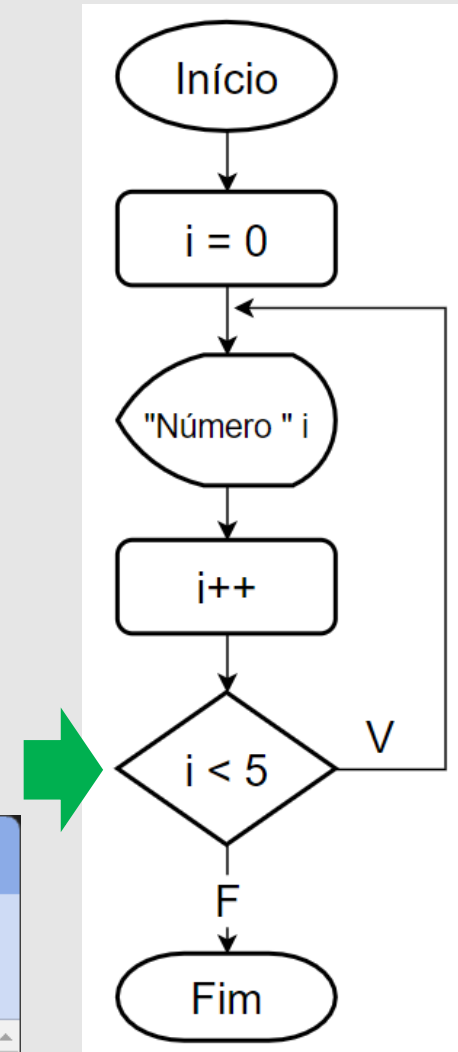 Início
i = 0
"Número " i
i++
i < 5
V
F
Fim